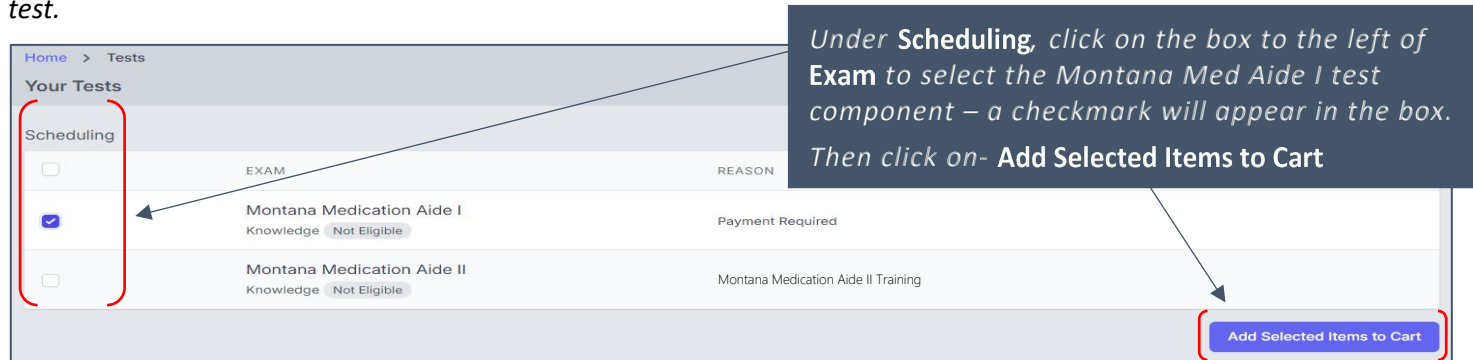 test.
Home > Tests
Your Tests
Under Scheduling, click on the box to the left of
Exam to select the Montana Med Aide I test
component – a checkmark will appear in the box.
Then click on- Add Selected Items to Cart
Scheduling
EXAM REASON
Montana Medication Aide I
Knowledge Not Eligible
Payment Required
Montana Medication Aide II
Knowledge Not Eligible
Montana Medication Aide II Training
Add Selected Items to Cart